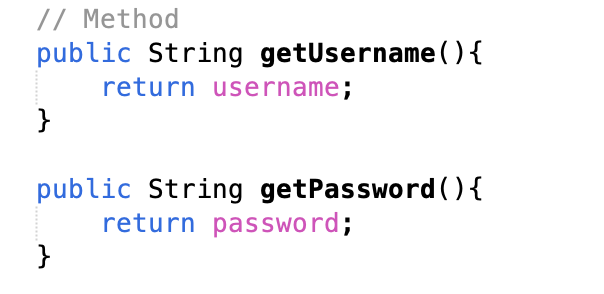 // Method
public String getUsername(){
    return username;
}
public String getPassword(){
    return password;
}